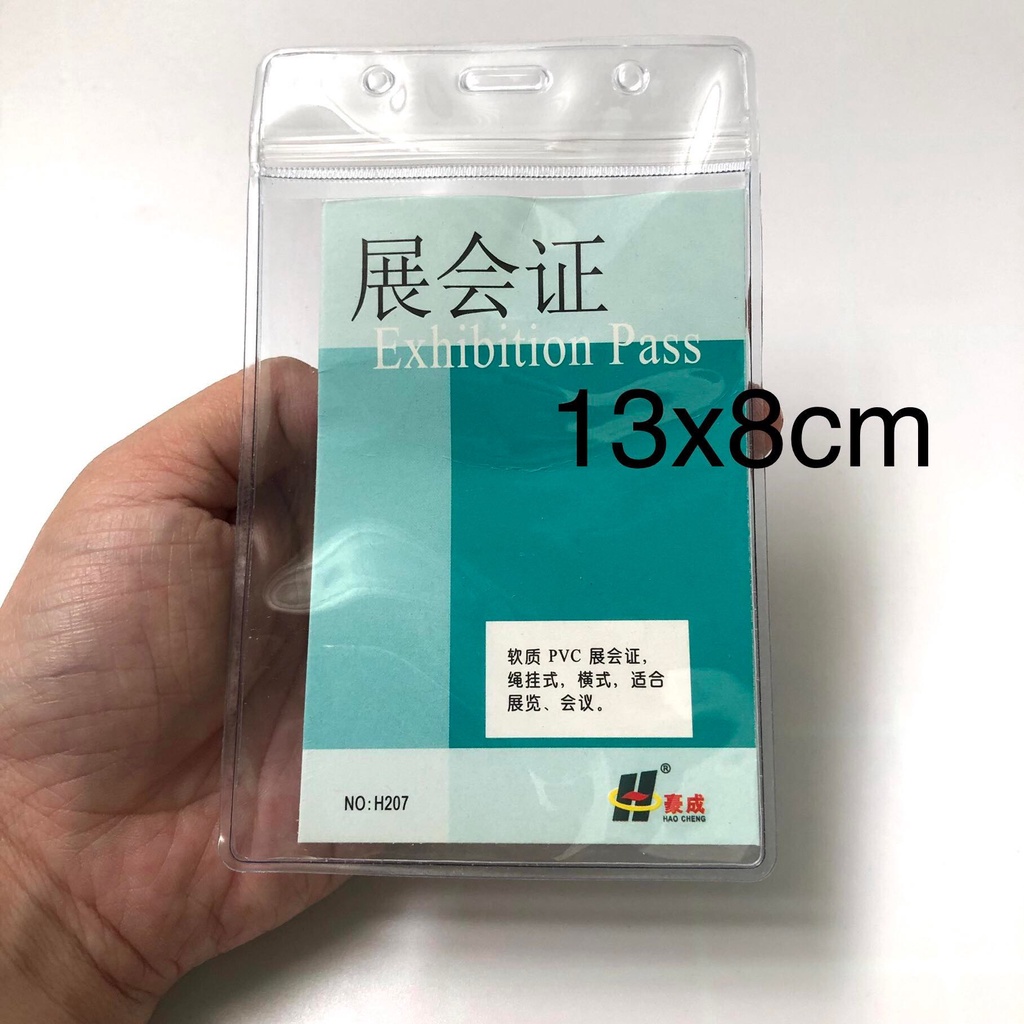 展会证
Exhibition Pass
13x8cm
软质 PVC 展会证，
绳挂式，横式，适合
展览、会议。
NO:H207
®
豪成
HAO CHENG